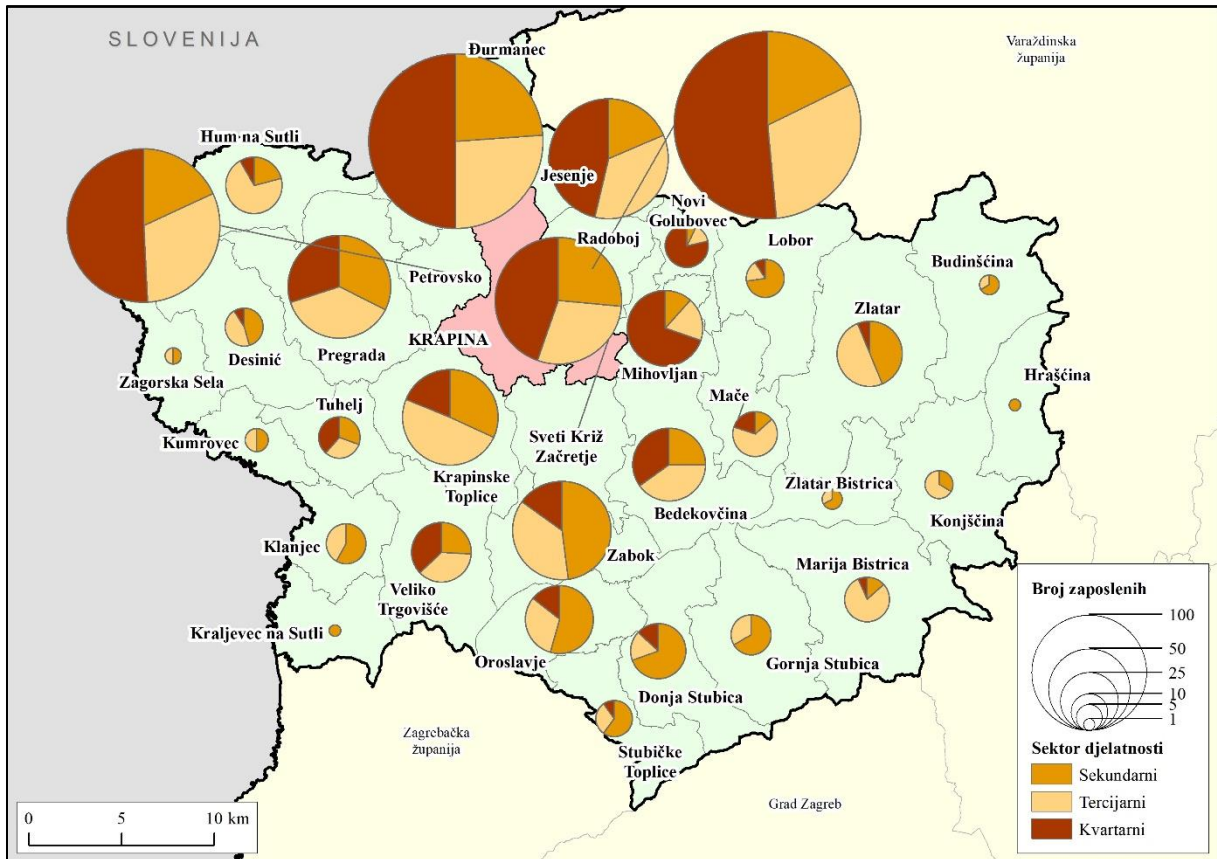 SLOVENIJA
Varaždinska
županija
Đurmanec
Hum na Sutli
Jesenje
Novi
Golubovec
Radoboj
Lobor
Budinšćina
Petrovsko
Zlatar
KRAPINA
Desinić
Pregrada
Mihovljan
Hrašćina
Zagorska Sela
Tuhelj
Mače
Kumrovec
Sveti Križ
Začretje
Krapinske
Toplice
Zlatar Bistrica
Bedekovčina
Konjščina
Klanjec
Zabok
Marija Bistrica
Veliko
Trgovišće
Kraljevec na Sutli
Oroslavje
Gornja Stubica
Donja Stubica
Stubičke
Toplice
Zagrebačka
županija
Grad Zagreb
0 5 10 km
Broj zaposlenih
100
50
25
10
5
1
Sektor djelatnosti
Sekundarni
Tercijarni
Kvartarni